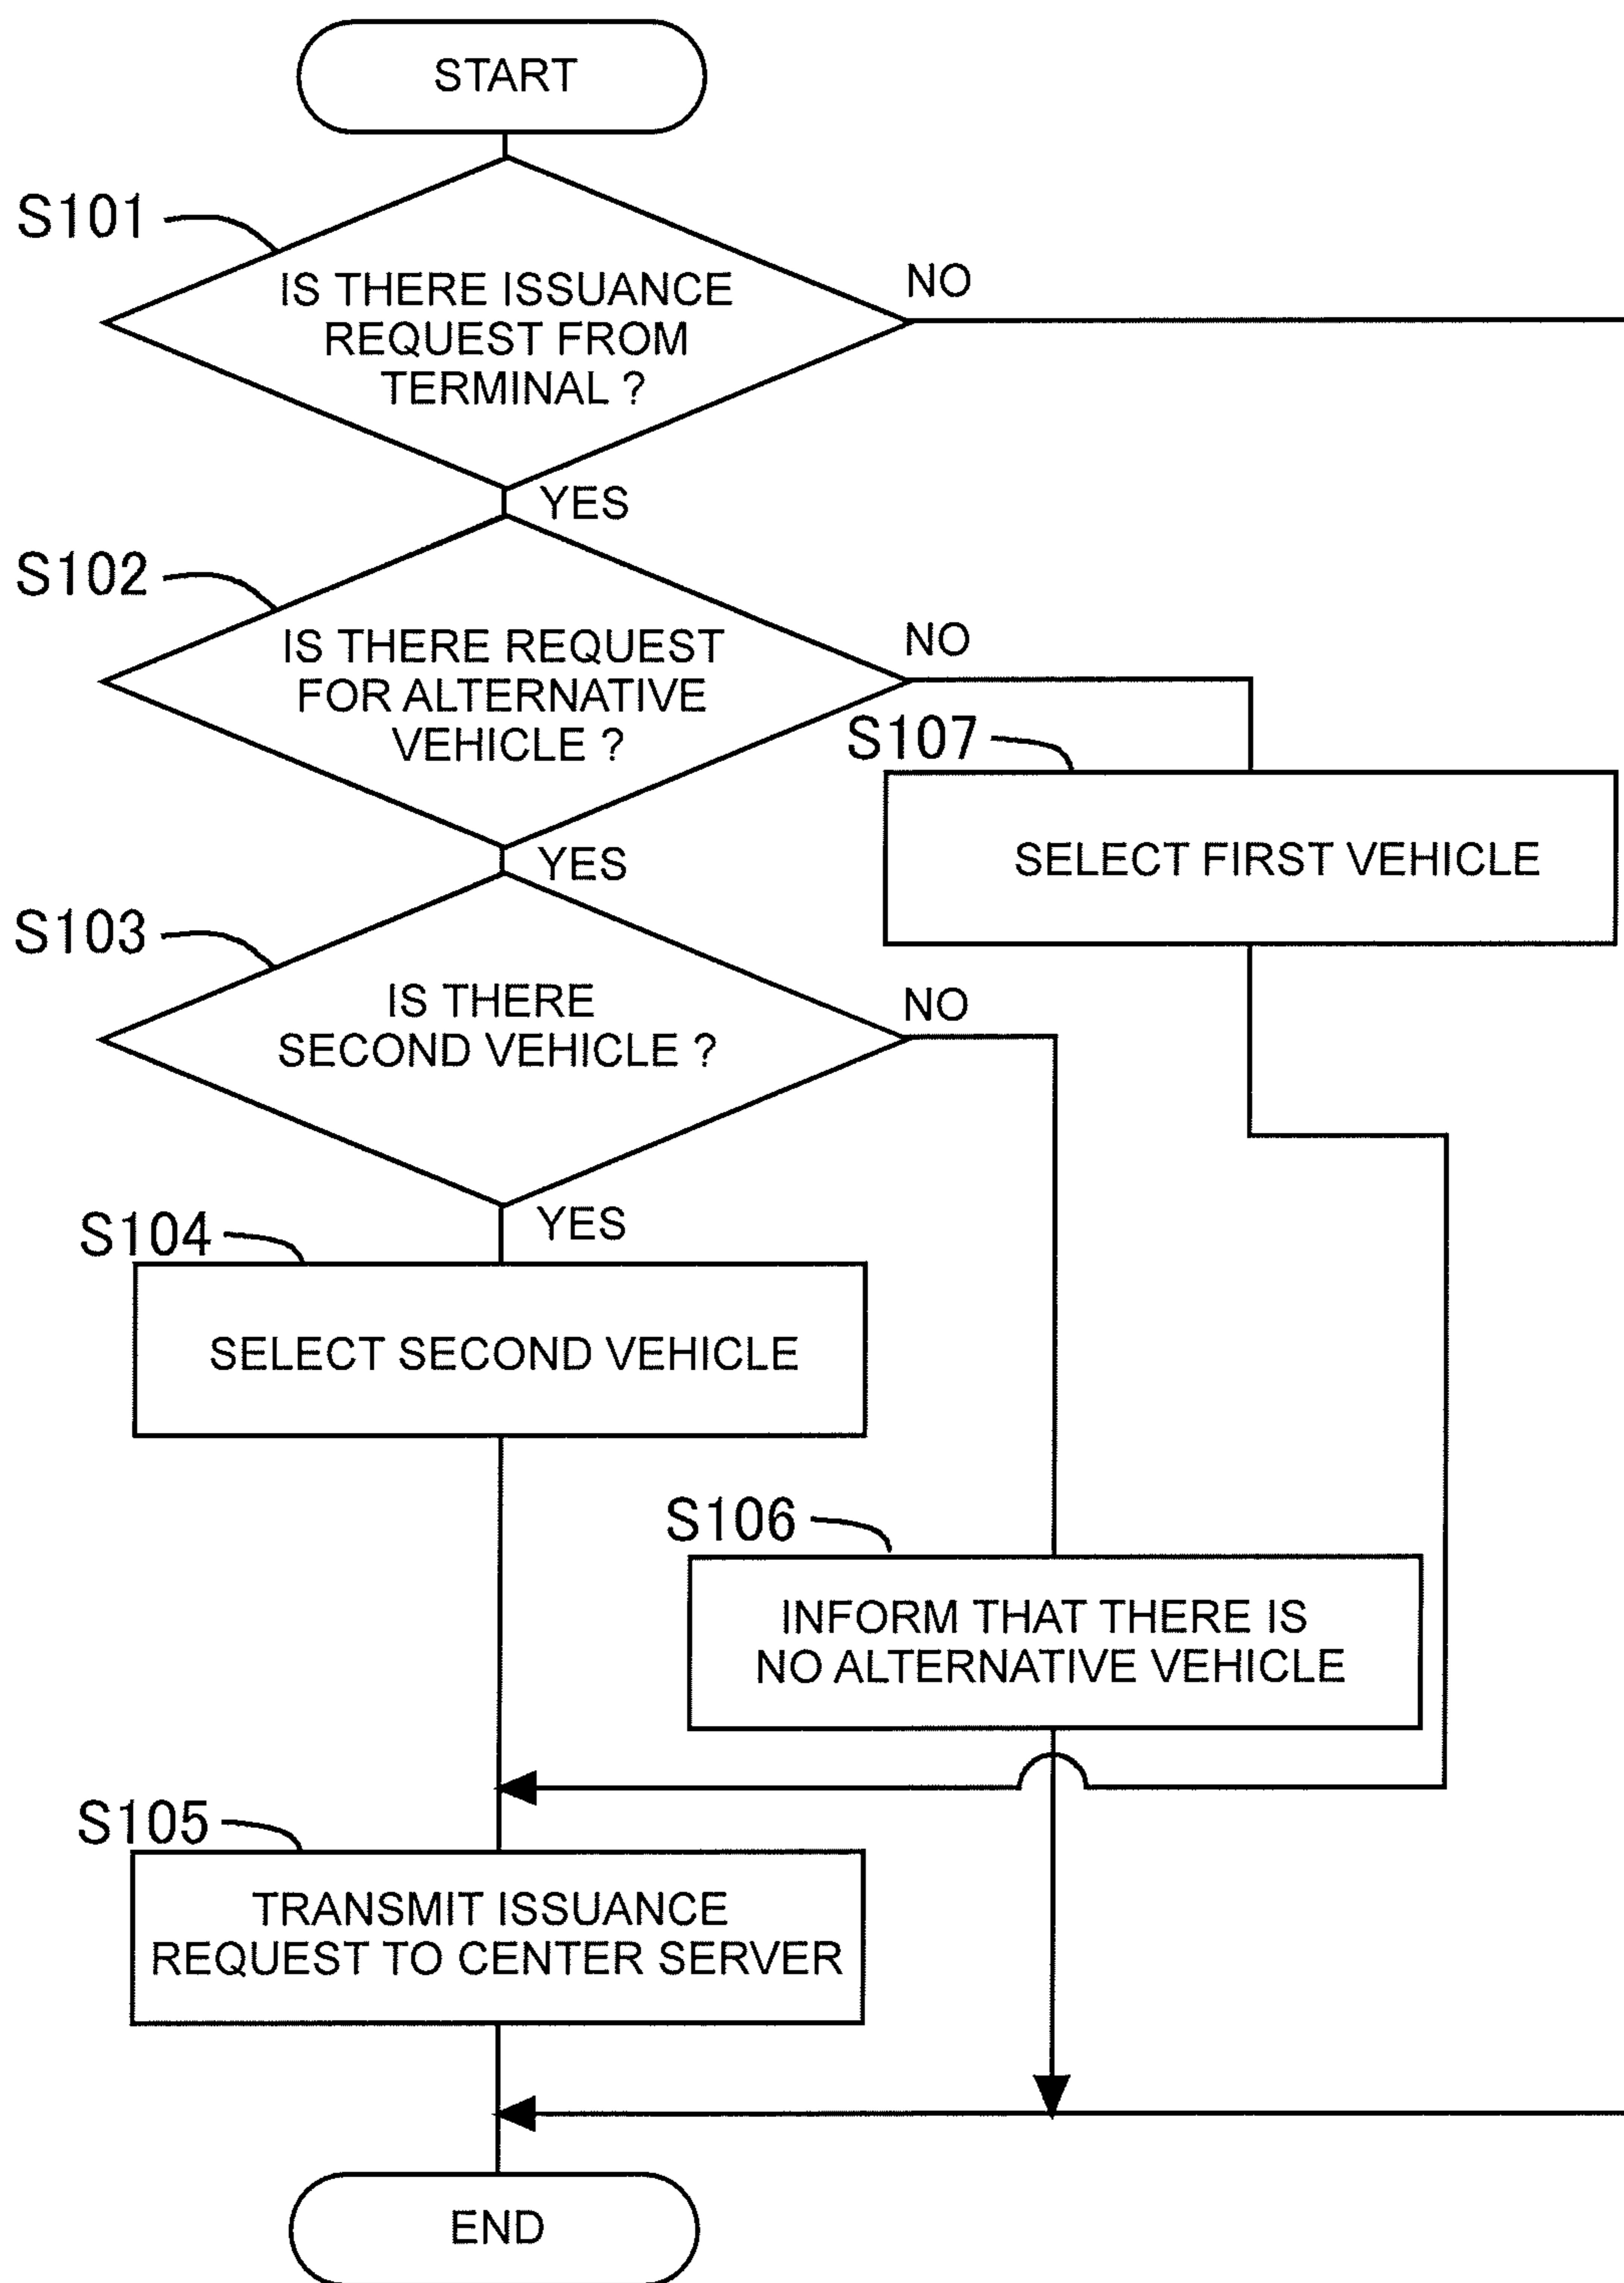 START
S101
IS THERE ISSUANCE
REQUEST FROM
TERMINAL ?
NO
YES
S102
IS THERE REQUEST
FOR ALTERNATIVE
VEHICLE ?
NO
S107
SELECT FIRST VEHICLE
YES
S103
IS THERE
SECOND VEHICLE ?
NO
YES
S104
SELECT SECOND VEHICLE
S106
INFORM THAT THERE IS
NO ALTERNATIVE VEHICLE
S105
TRANSMIT ISSUANCE
REQUEST TO CENTER SERVER
END